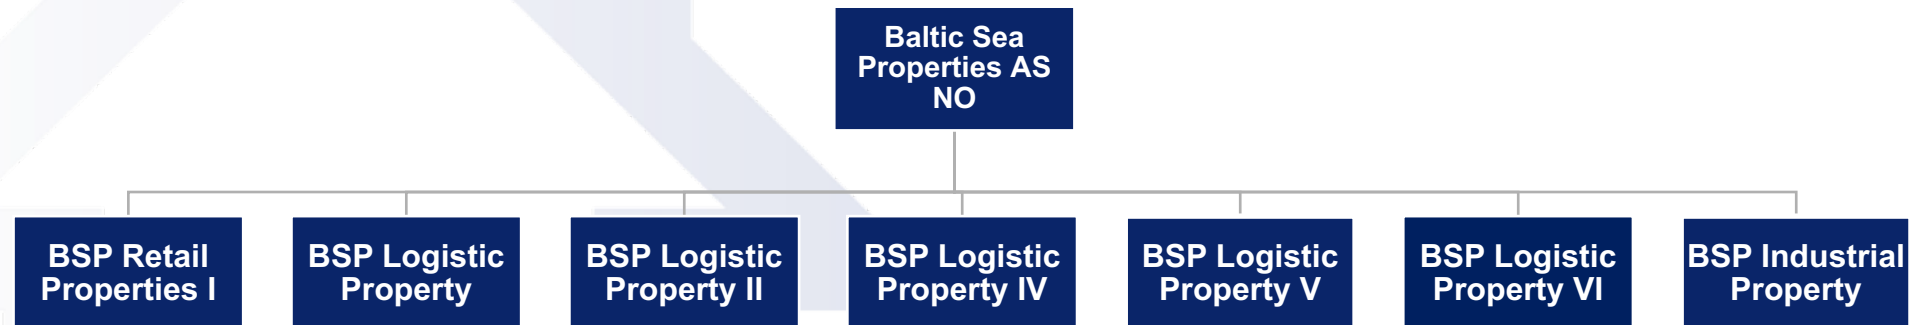 Baltic Sea
Properties AS
NO
BSP Retail
Properties I
BSP Logistic
Property
BSP Logistic
Property II
BSP Logistic
Property IV
BSP Logistic
Property V
BSP Logistic
Property VI
BSP Industrial
Property